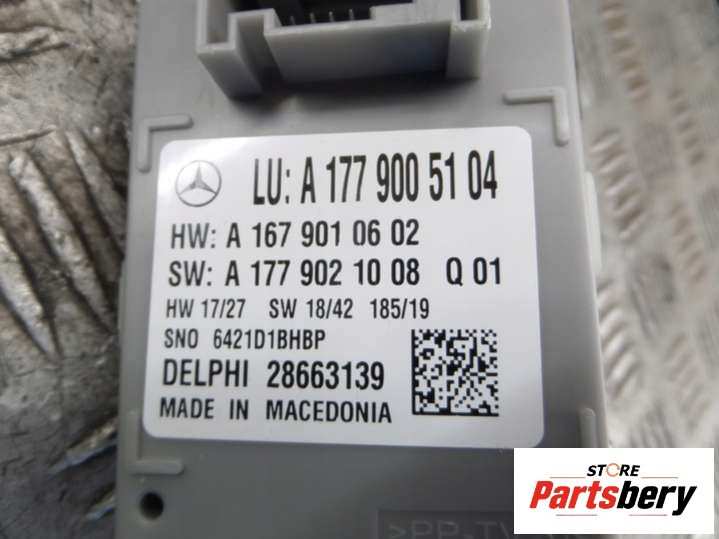 LU: A 177 900 51 04
HW: A 167 901 06 02
SW: A 177 902 10 08 Q 01
HW 17/27 SW 18/42 185/19
SNO 6421D1BHBP
DELPHI 28663139
MADE IN MACEDONIA
STORE
Partsbery